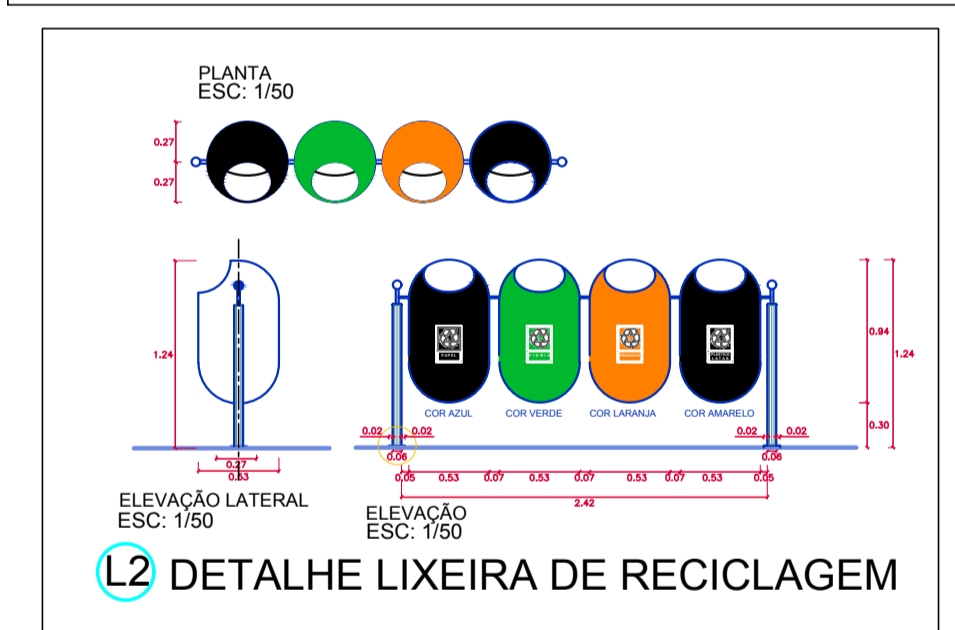 PLANTA
ESC: 1/50
0.27
0.27
1.24
0.27
0.53
ELEVAÇÃO LATERAL
ESC: 1/50
PAPEL
COR AZUL COR VERDE COR LARANJA COR AMARELO
0.94
1.24
0.30
0.02 0.02 0.02 0.02
0.06 0.06
0.05 0.53 0.07 0.53 0.07 0.53 0.07 0.53 0.05
2.42
ELEVAÇÃO
ESC: 1/50
L2 DETALHE LIXEIRA DE RECICLAGEM